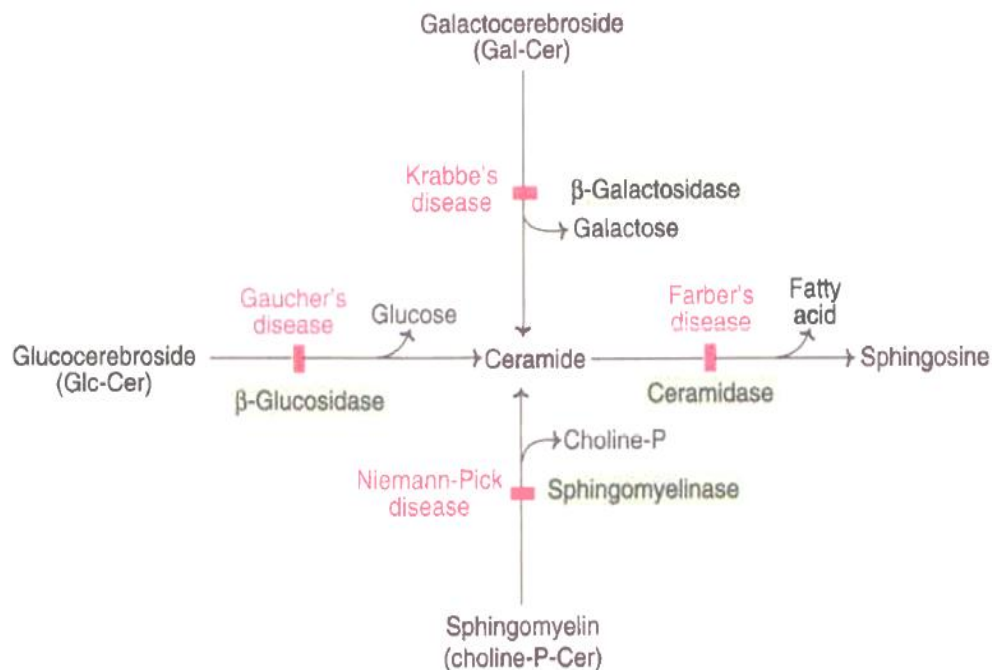 Galactocerebroside
(Gal-Cer)
Krabbe's
disease
β-Galactosidase
Galactose
Gaucher's
disease
Glucose
Farber's
disease
Fatty
acid
Glucocerebroside
(Glc-Cer)
Ceramide
Sphingosine
β-Glucosidase
Ceramidase
Choline-P
Niemann-Pick
disease
Sphingomyelinase
Sphingomyelin
(choline-P-Cer)